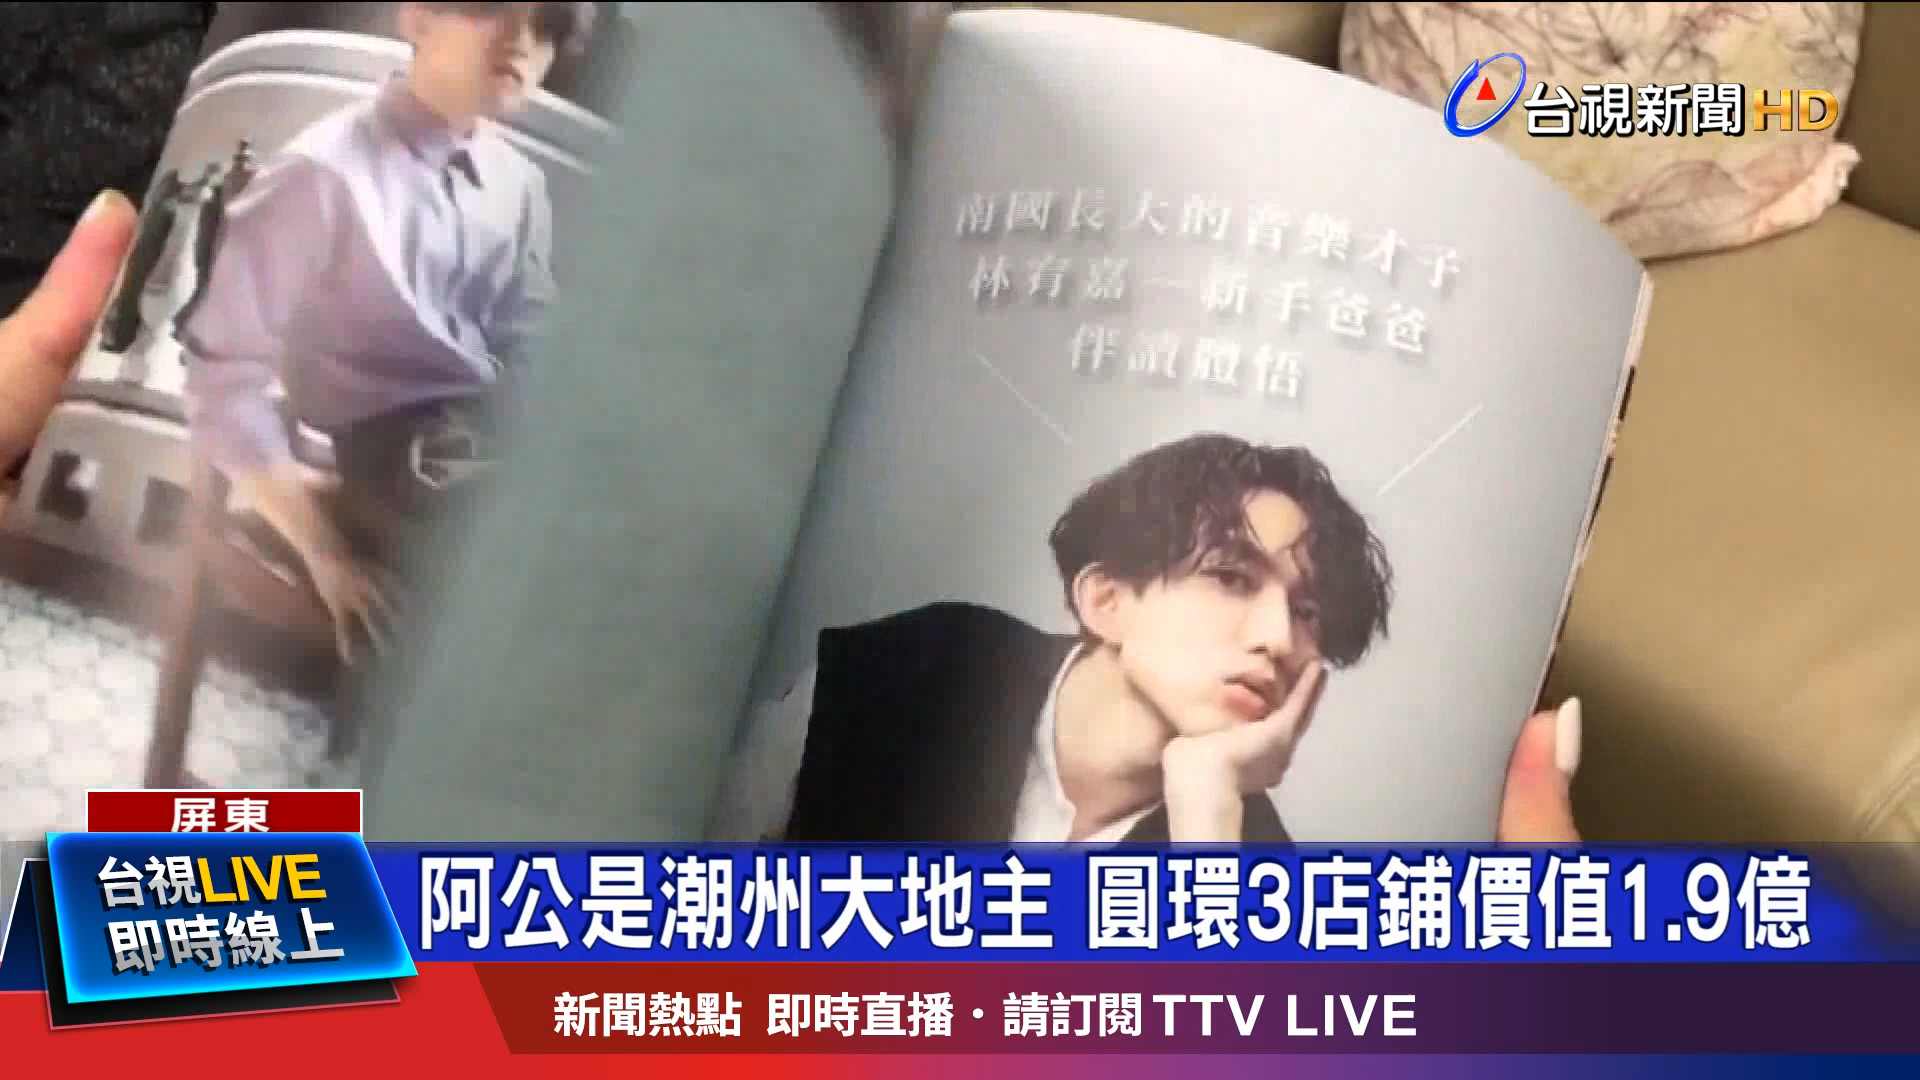 台視新聞HD
南國長大的音樂才子
林宥嘉—新手爸爸
伴讀體悟
屏東
台視LIVE
即時線上
阿公是潮州大地主 圓環3店鋪價值1.9億
新聞熱點 即時直播・請訂閱TTV LIVE